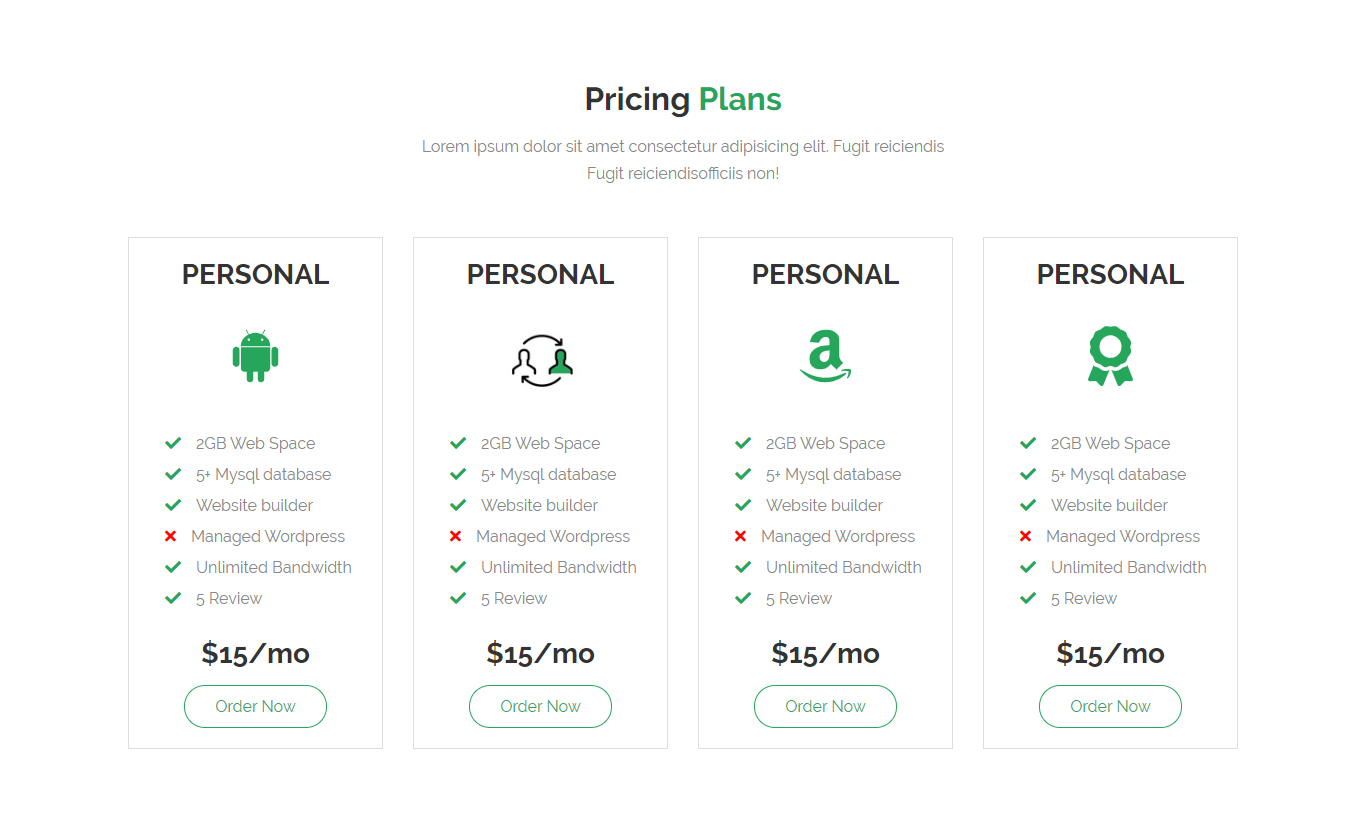 Pricing Plans
Lorem ipsum dolor sit amet consectetur adipisicing elit. Fugit reiciendis
Fugit reiciendisofficiis non!
PERSONAL
2GB Web Space
5+ Mysql database
Website builder
Managed Wordpress
Unlimited Bandwidth
5 Review
$15/mo
Order Now
PERSONAL
2GB Web Space
5+ Mysql database
Website builder
Managed Wordpress
Unlimited Bandwidth
5 Review
$15/mo
Order Now
PERSONAL
2GB Web Space
5+ Mysql database
Website builder
Managed Wordpress
Unlimited Bandwidth
5 Review
$15/mo
Order Now
PERSONAL
2GB Web Space
5+ Mysql database
Website builder
Managed Wordpress
Unlimited Bandwidth
5 Review
$15/mo
Order Now